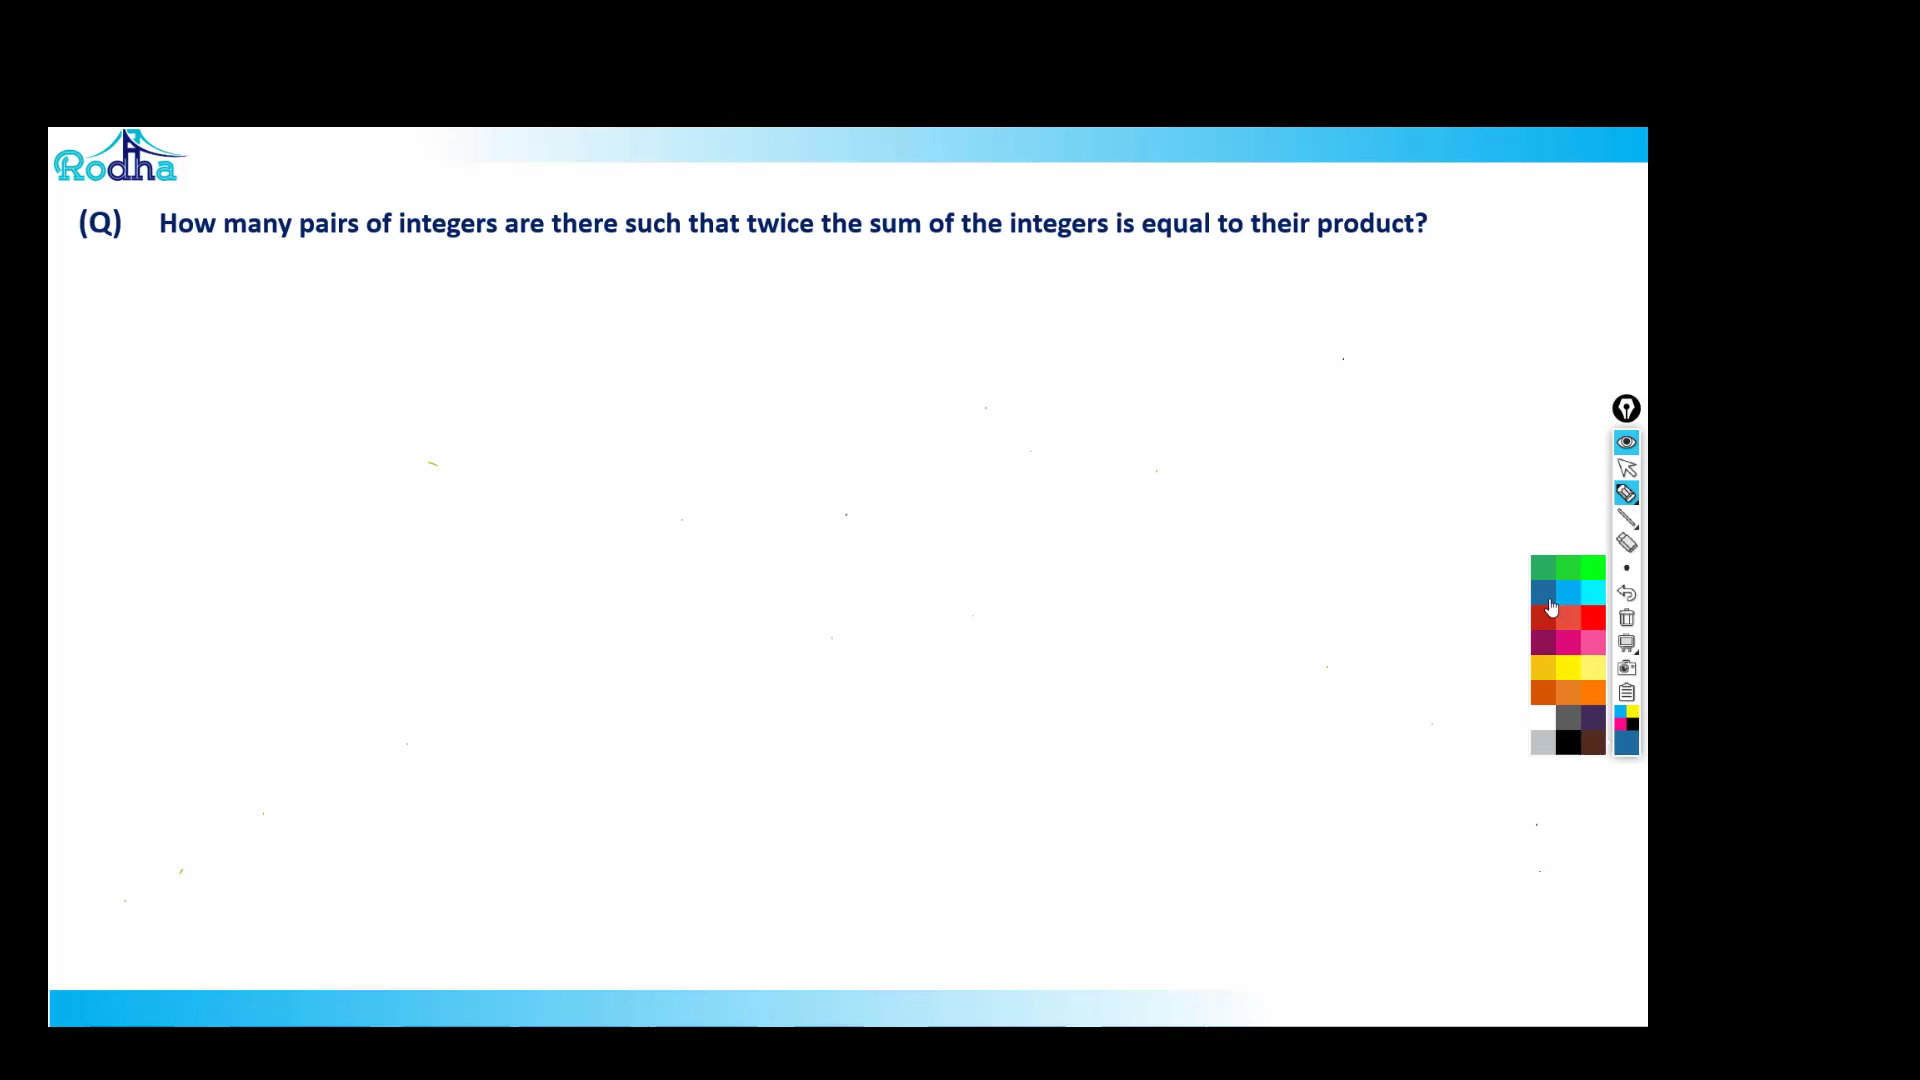 Rodha
(Q) How many pairs of integers are there such that twice the sum of the integers is equal to their product?